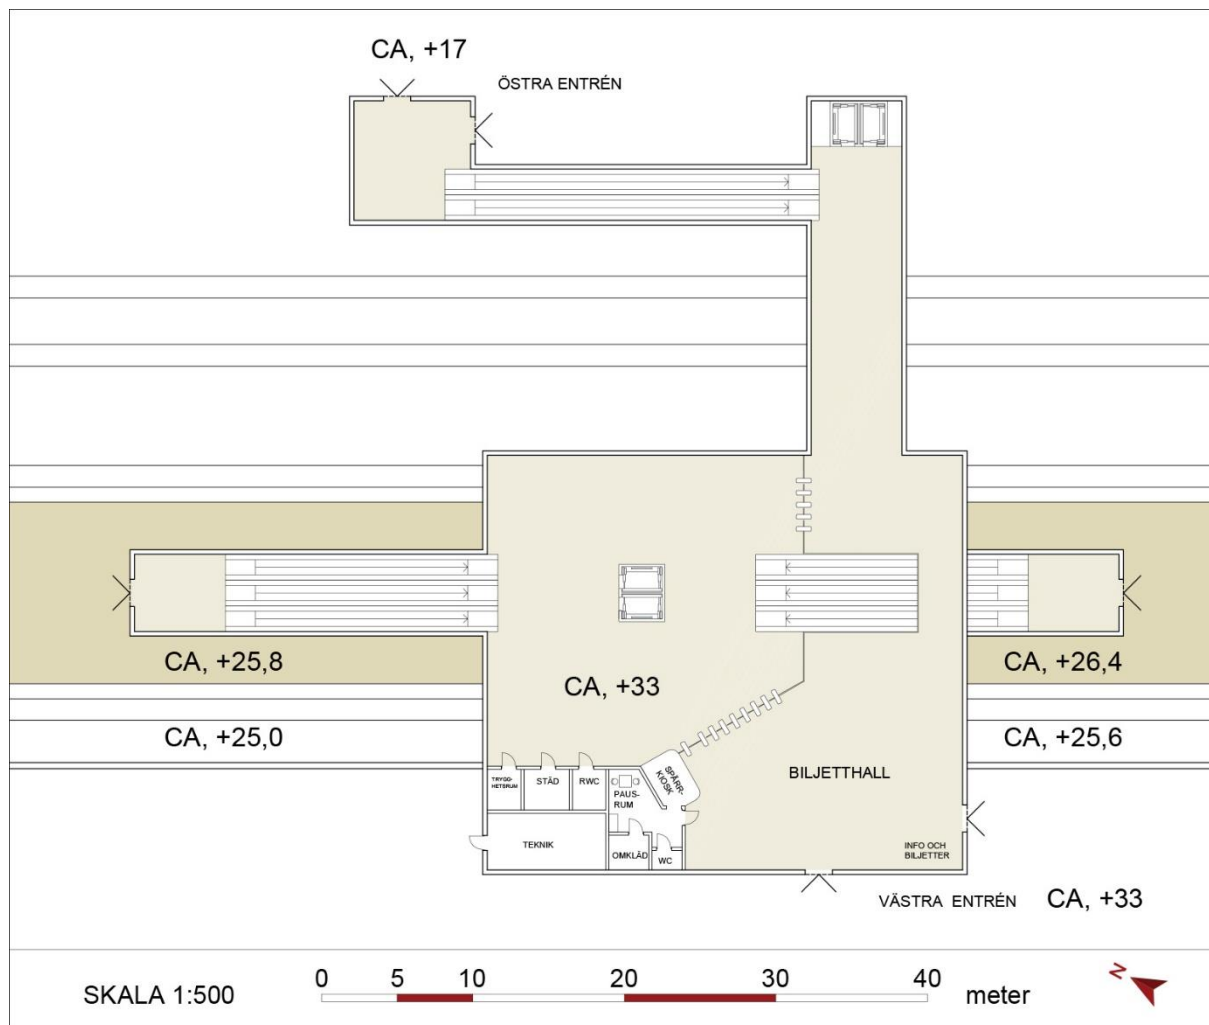 CA, +17
ÖSTRA ENTRÉN
CA, +25,8
CA, +26,4
CA, +33
CA, +25,0
CA, +25,6
BILJETTHALL
SPÄRR-
KIOSK
TRYGG-
HETSRUM
STÄD
RWC
PAUS-
RUM
TEKNIK
OMKLÄD
WC
INFO OCH
BILJETTER
VÄSTRA ENTRÉN CA, +33
SKALA 1:500
0 5 10 20 30 40
meter
N